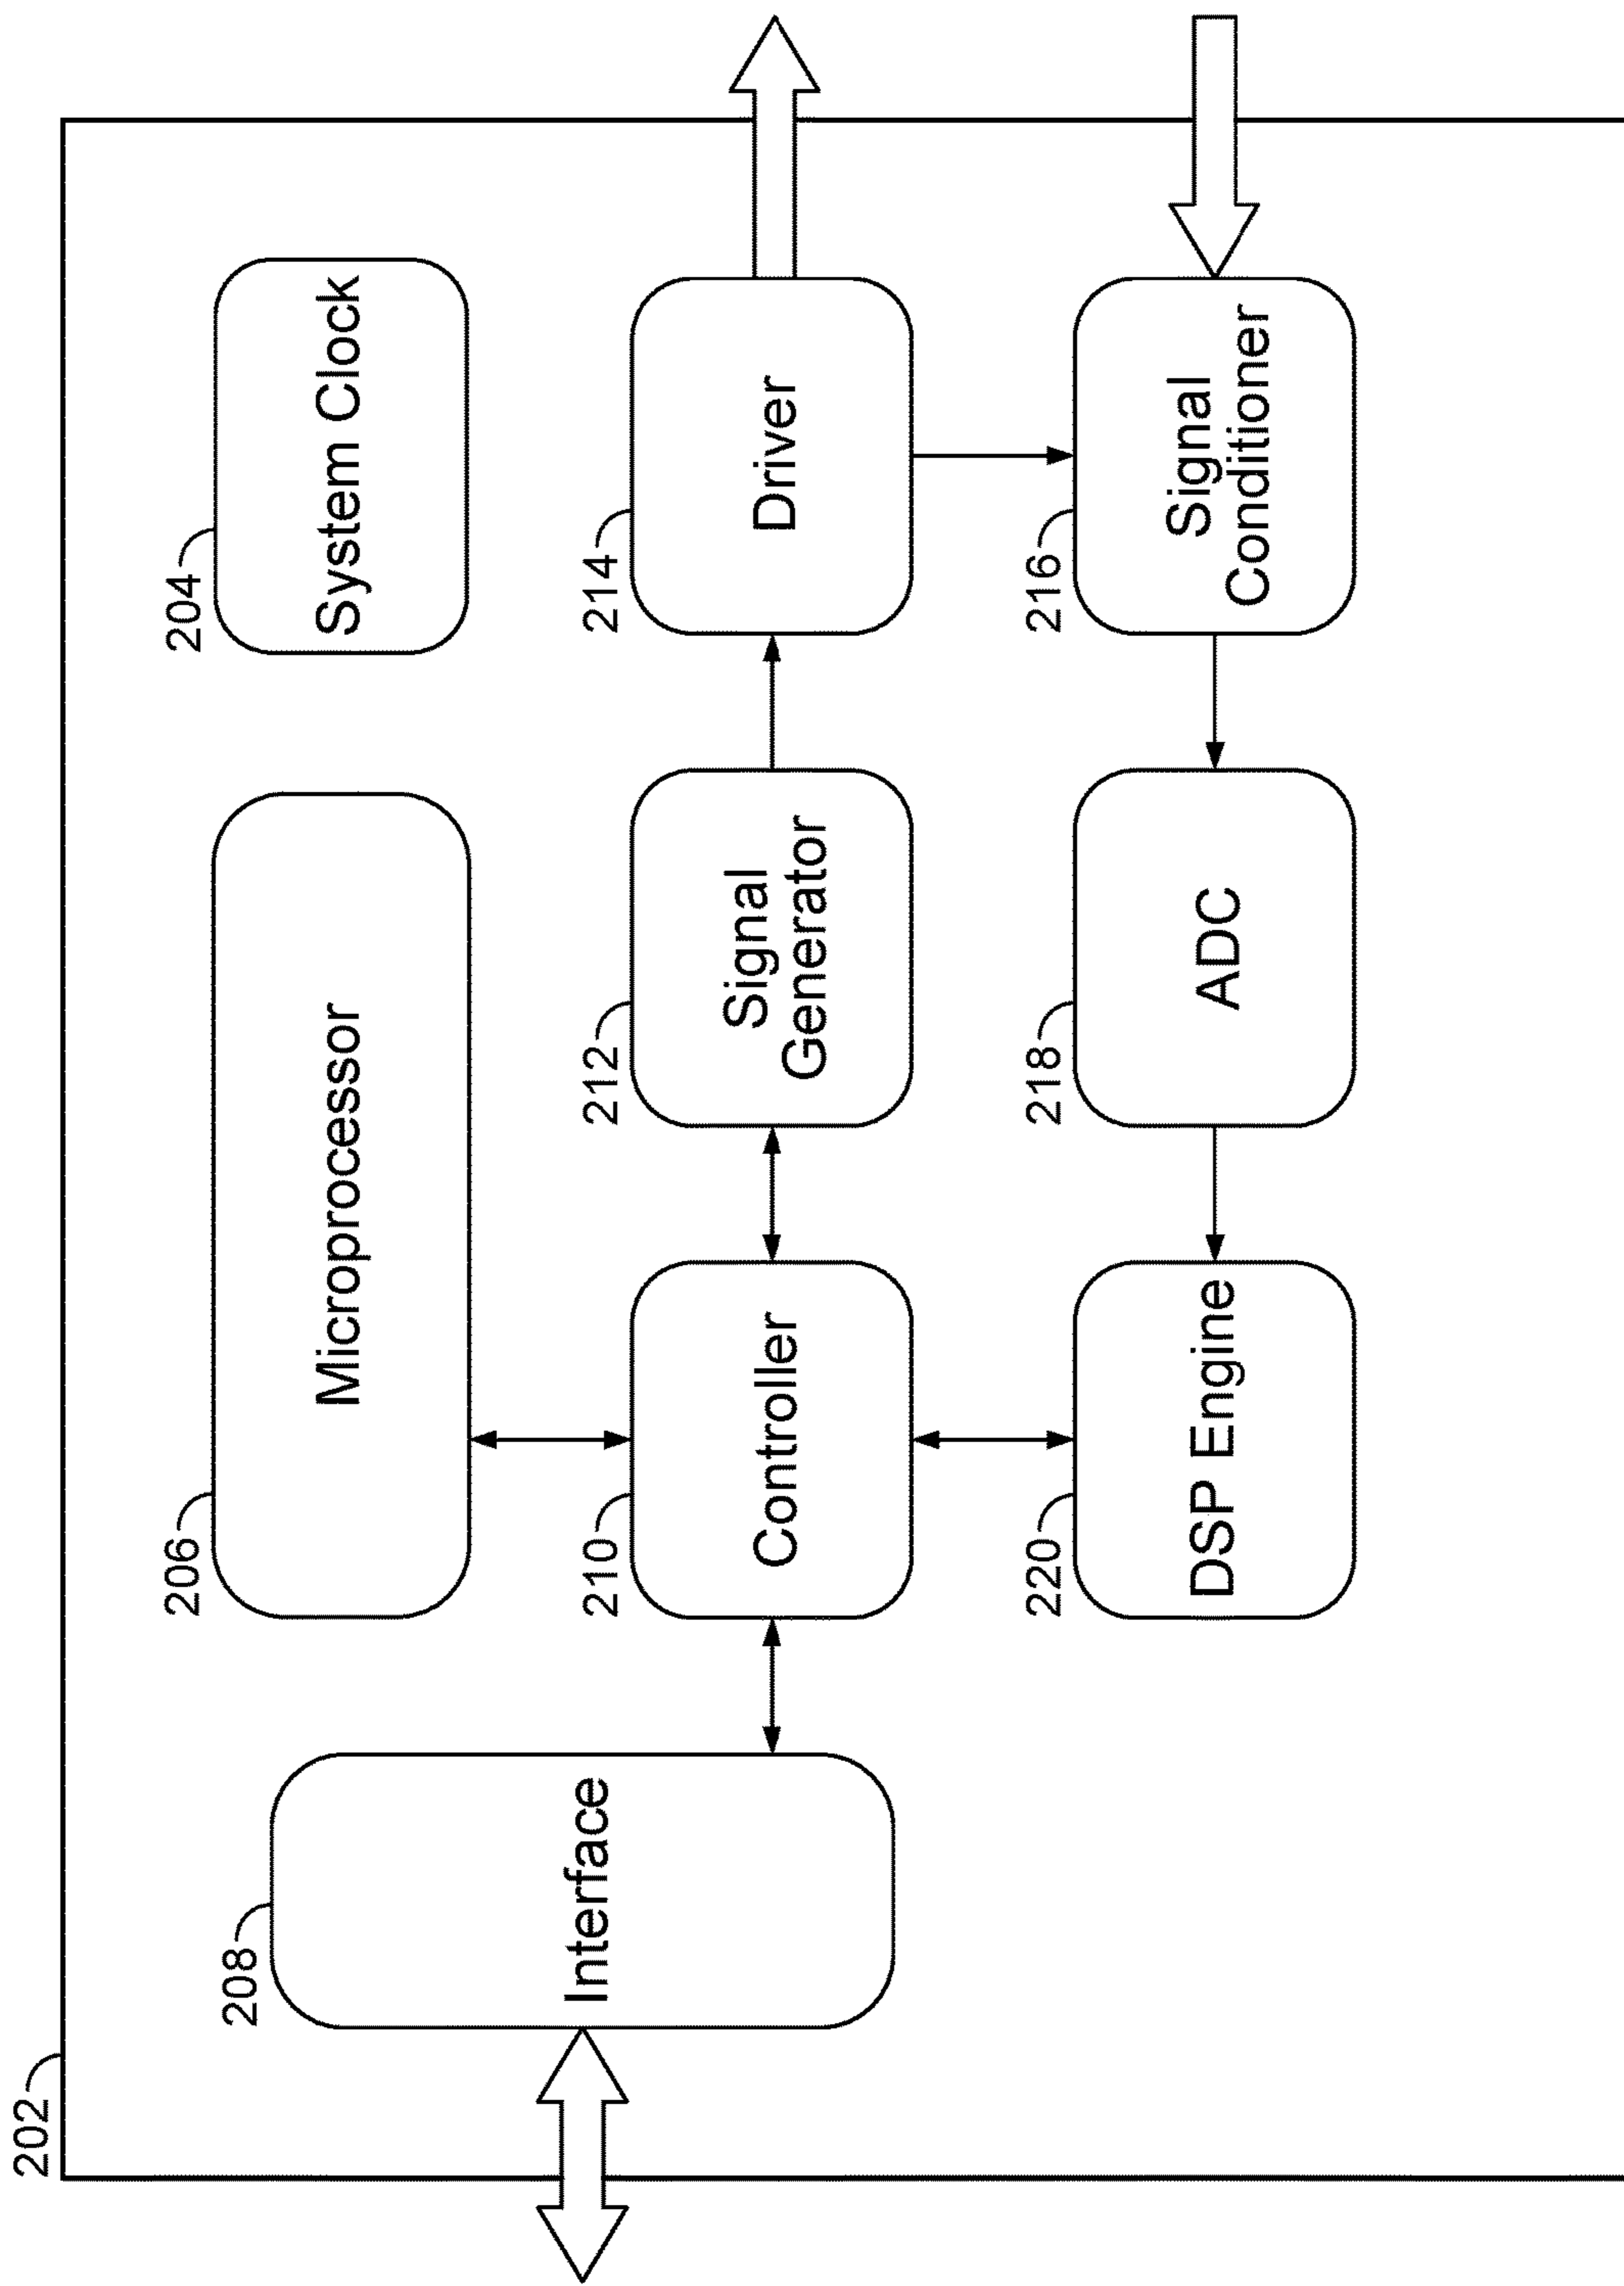 202
206
Microprocessor
204
System Clock
208
Interface
210
Controller
212
Signal
Generator
214
Driver
220
DSP Engine
218
ADC
216
Signal
Conditioner